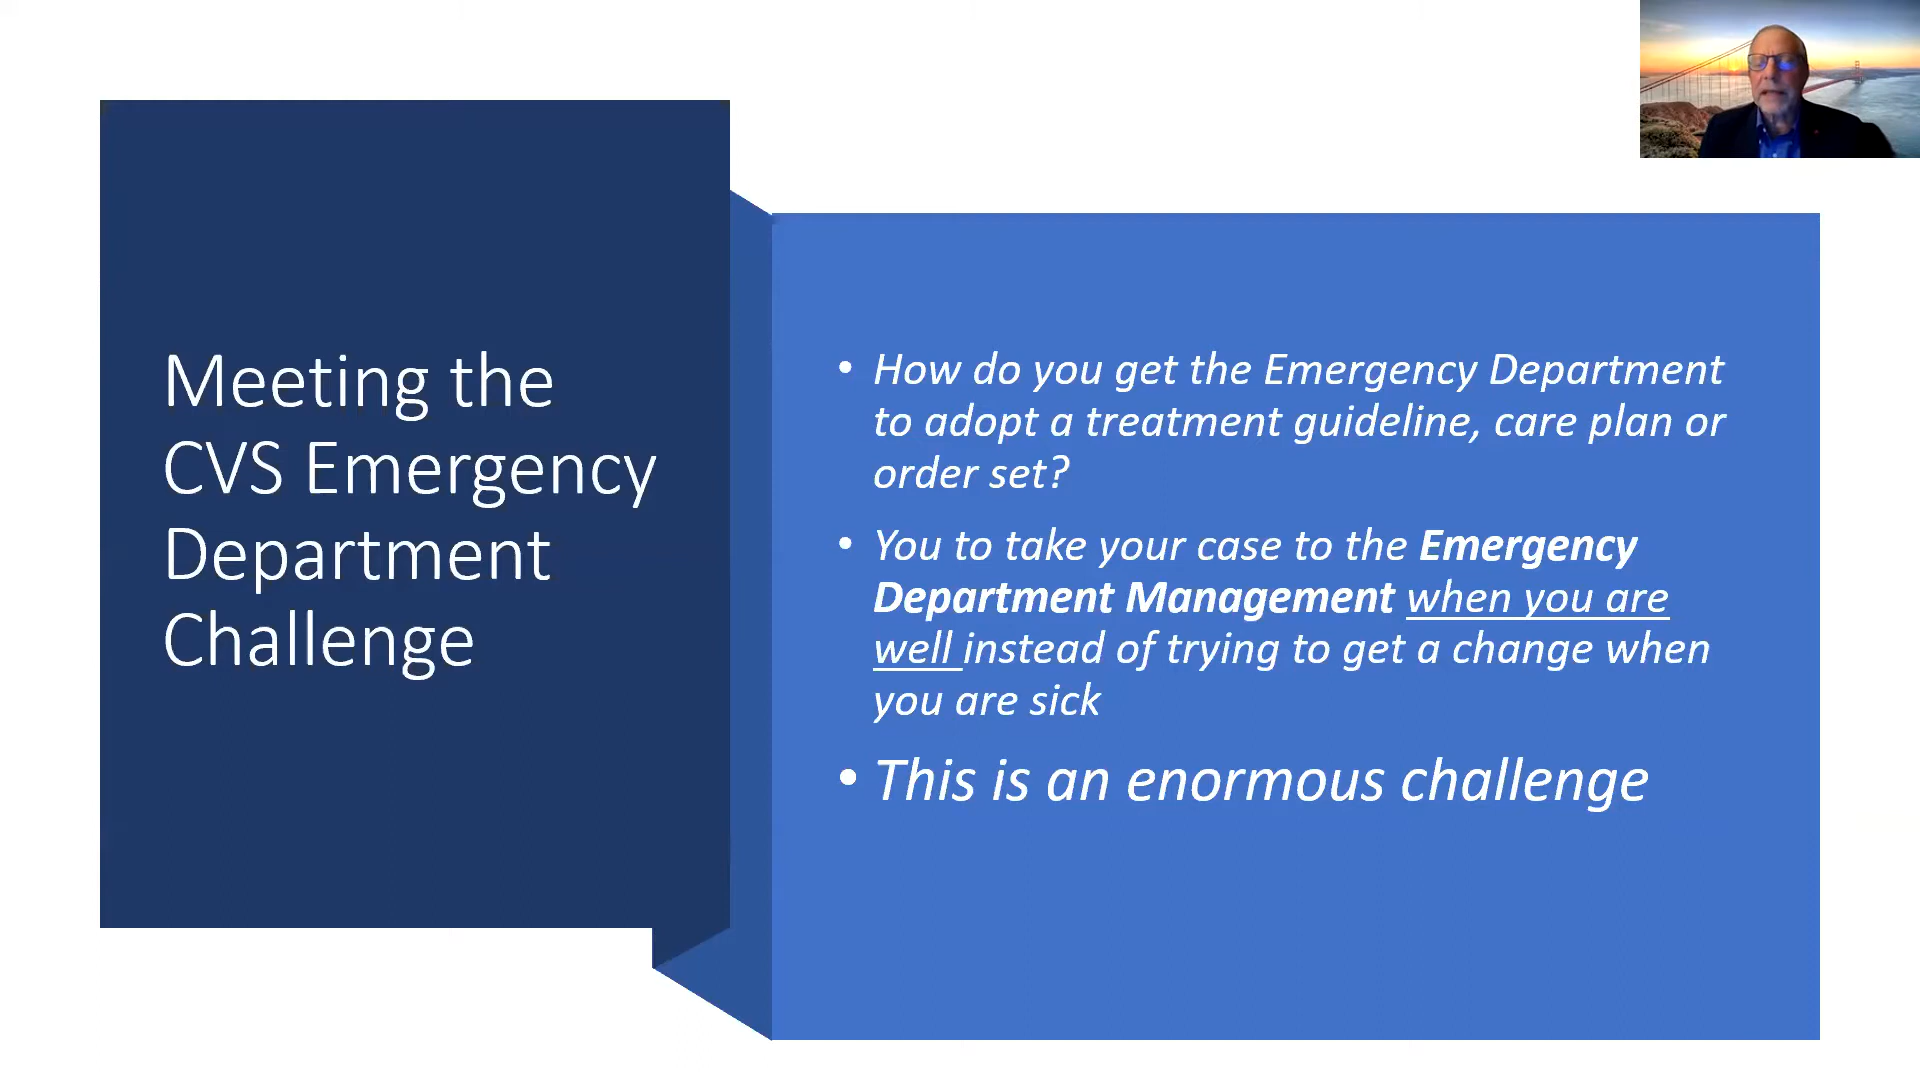 Meeting the
CVS Emergency
Department
Challenge
• How do you get the Emergency Department
to adopt a treatment guideline, care plan or
order set?
• You to take your case to the Emergency
Department Management when you are
well instead of trying to get a change when
you are sick
• This is an enormous challenge